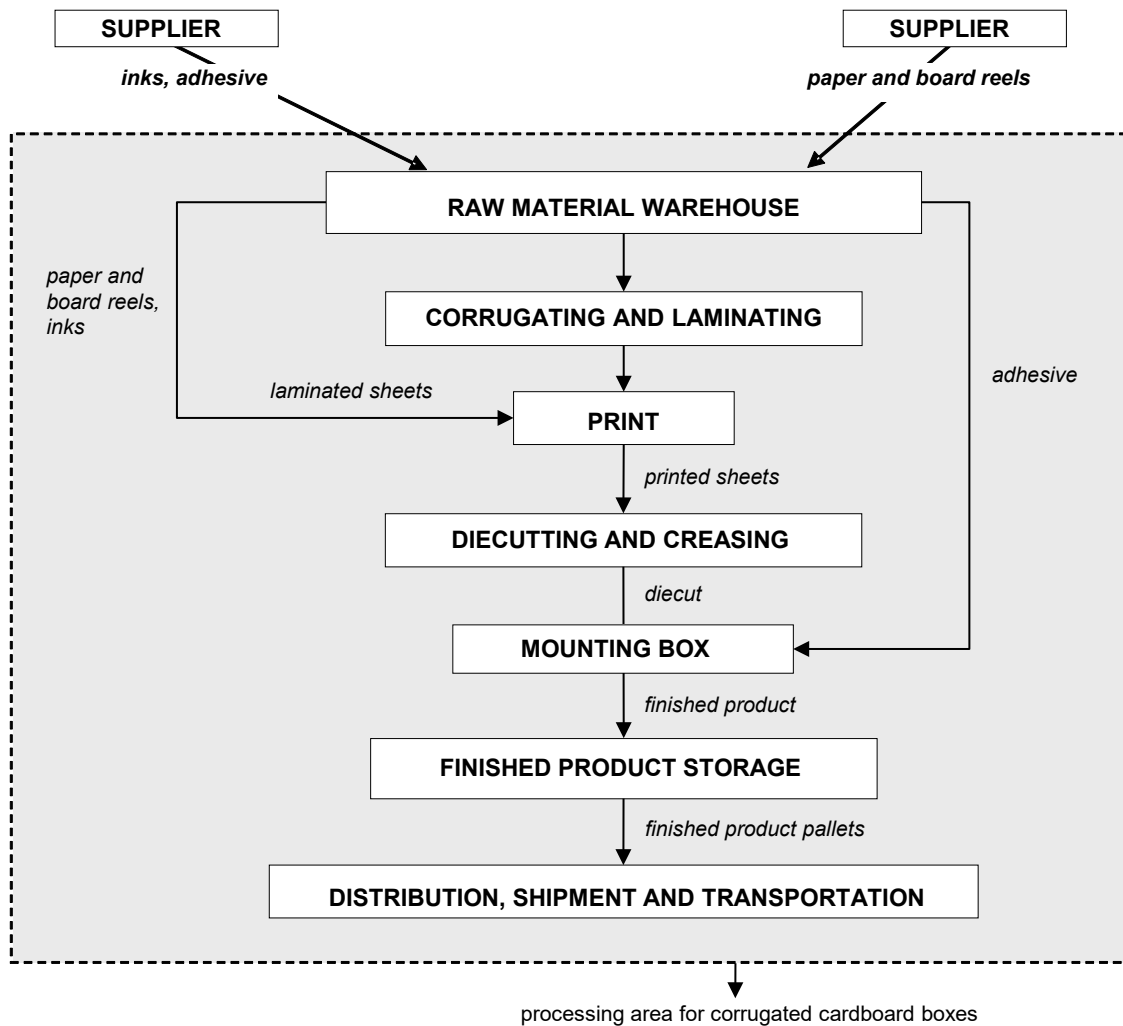 SUPPLIER
SUPPLIER
inks, adhesive
paper and board reels
RAW MATERIAL WAREHOUSE
paper and
board reels,
inks
CORRUGATING AND LAMINATING
adhesive
laminated sheets
PRINT
printed sheets
DIECUTTING AND CREASING
diecut
MOUNTING BOX
finished product
FINISHED PRODUCT STORAGE
finished product pallets
DISTRIBUTION, SHIPMENT AND TRANSPORTATION
processing area for corrugated cardboard boxes